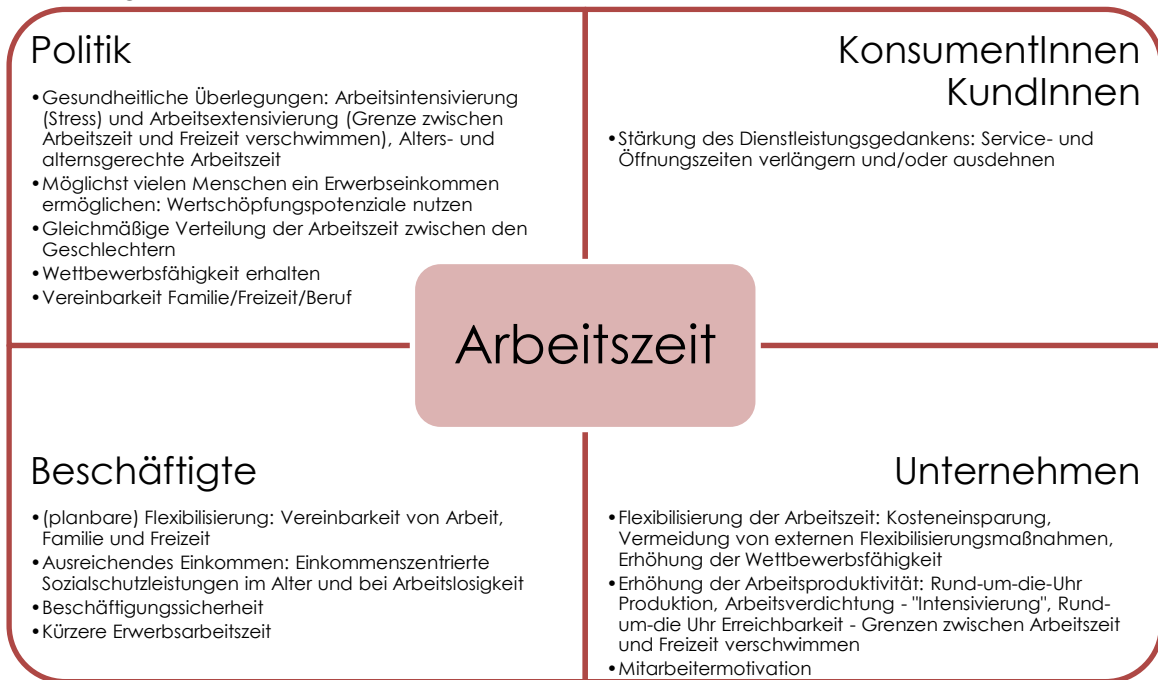 Politik
•Gesundheitliche Überlegungen: Arbeitsintensivierung
(Stress) und Arbeitsextensivierung (Grenze zwischen
Arbeitszeit und Freizeit verschwimmen), Alters- und
alternsgerechte Arbeitszeit
•Möglichst vielen Menschen ein Erwerbseinkommen
ermöglichen: Wertschöpfungspotenziale nutzen
•Gleichmäßige Verteilung der Arbeitszeit zwischen den
Geschlechtern
•Wettbewerbsfähigkeit erhalten
•Vereinbarkeit Familie/Freizeit/Beruf
KonsumentInnen
KundInnen
•Stärkung des Dienstleistungsgedankens: Service- und
Öffnungszeiten verlängern und/oder ausdehnen
Arbeitszeit
Beschäftigte
•(planbare) Flexibilisierung: Vereinbarkeit von Arbeit,
Familie und Freizeit
•Ausreichendes Einkommen: Einkommenszentrierte
Sozialschutzleistungen im Alter und bei Arbeitslosigkeit
•Beschäftigungssicherheit
•Kürzere Erwerbsarbeitszeit
Unternehmen
•Flexibilisierung der Arbeitszeit: Kosteneinsparung,
Vermeidung von externen Flexibilisierungsmaßnahmen,
Erhöhung der Wettbewerbsfähigkeit
•Erhöhung der Arbeitsproduktivität: Rund-um-die-Uhr
Produktion, Arbeitsverdichtung - "Intensivierung", Rund-
um-die Uhr Erreichbarkeit - Grenzen zwischen Arbeitszeit
und Freizeit verschwimmen
•Mitarbeitermotivation